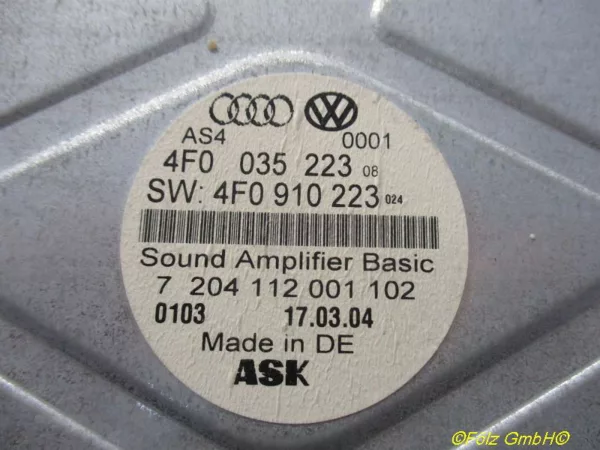 AS4 0001
4F0 035 223 08
SW: 4F0 910 223 024
Sound Amplifier Basic
7 204 112 001 102
0103 17.03.04
Made in DE
ASK
©Folz GmbH©